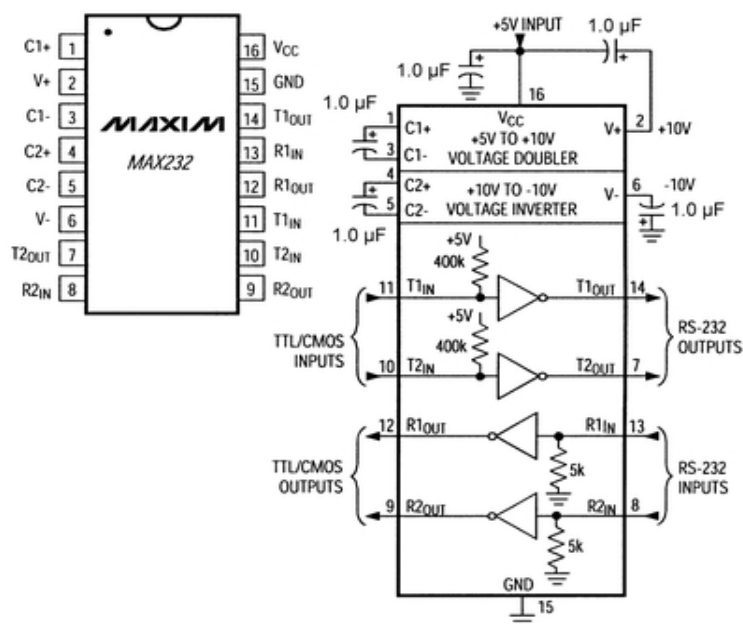 C1+ 1
V+ 2
C1- 3
C2+ 4
C2- 5
V- 6
T2OUT 7
R2IN 8
MAXIM
MAX232
16 VCC
15 GND
14 T1OUT
13 R1IN
12 R1OUT
11 T1IN
10 T2IN
9 R2OUT
+5V INPUT
1.0 µF
+
1.0 µF
+
16
1.0 µF
+
1 C1+
3 C1-
VCC
+5V TO +10V
VOLTAGE DOUBLER
V+ 2 +10V
4 C2+
5 C2-
+
1.0 µF
+10V TO -10V
VOLTAGE INVERTER
V- 6 -10V
1.0 µF
+
+5V
400k
11 T1IN
T1OUT 14
+5V
400k
10 T2IN
T2OUT 7
TTL/CMOS
INPUTS
RS-232
OUTPUTS
12 R1OUT
R1IN 13
5k
9 R2OUT
R2IN 8
5k
TTL/CMOS
OUTPUTS
RS-232
INPUTS
GND
15